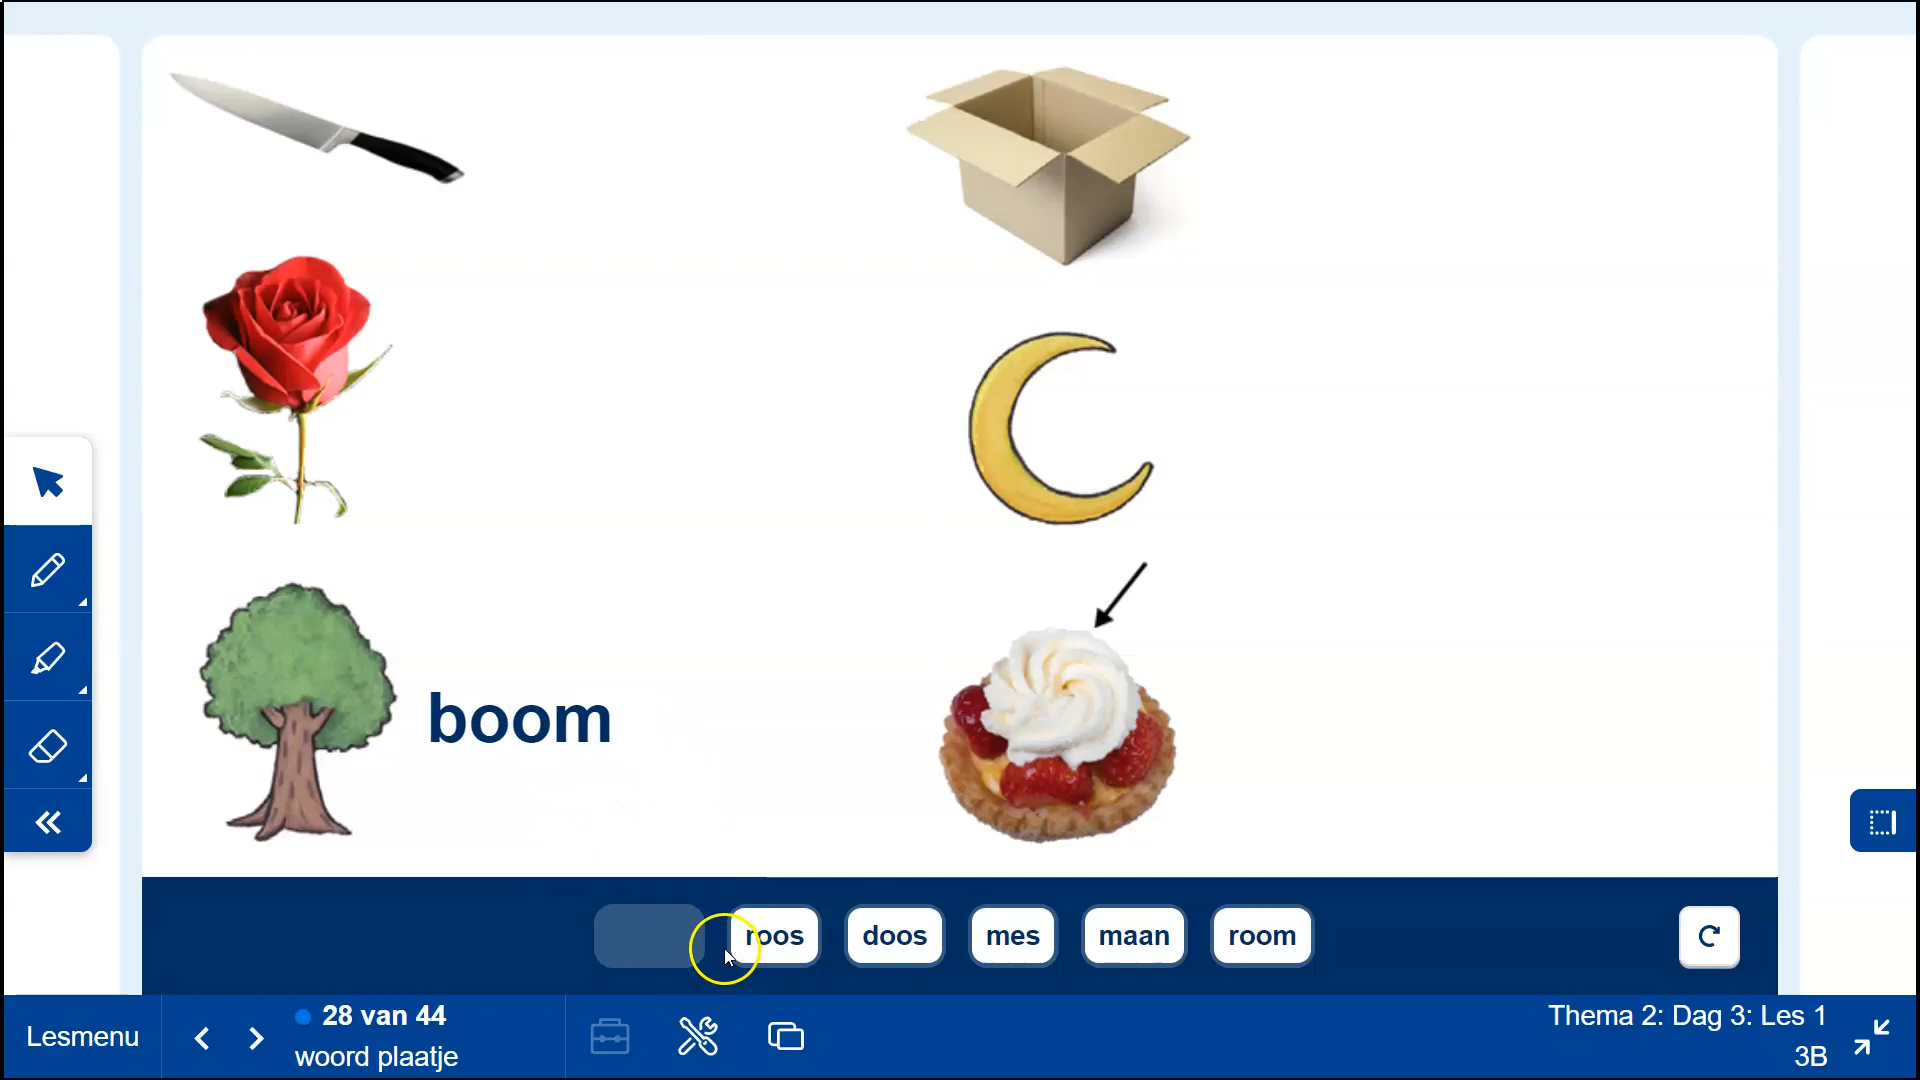 boom
roos doos mes maan room
Lesmenu
28 van 44
woord plaatje
Thema 2: Dag 3: Les 1
3B